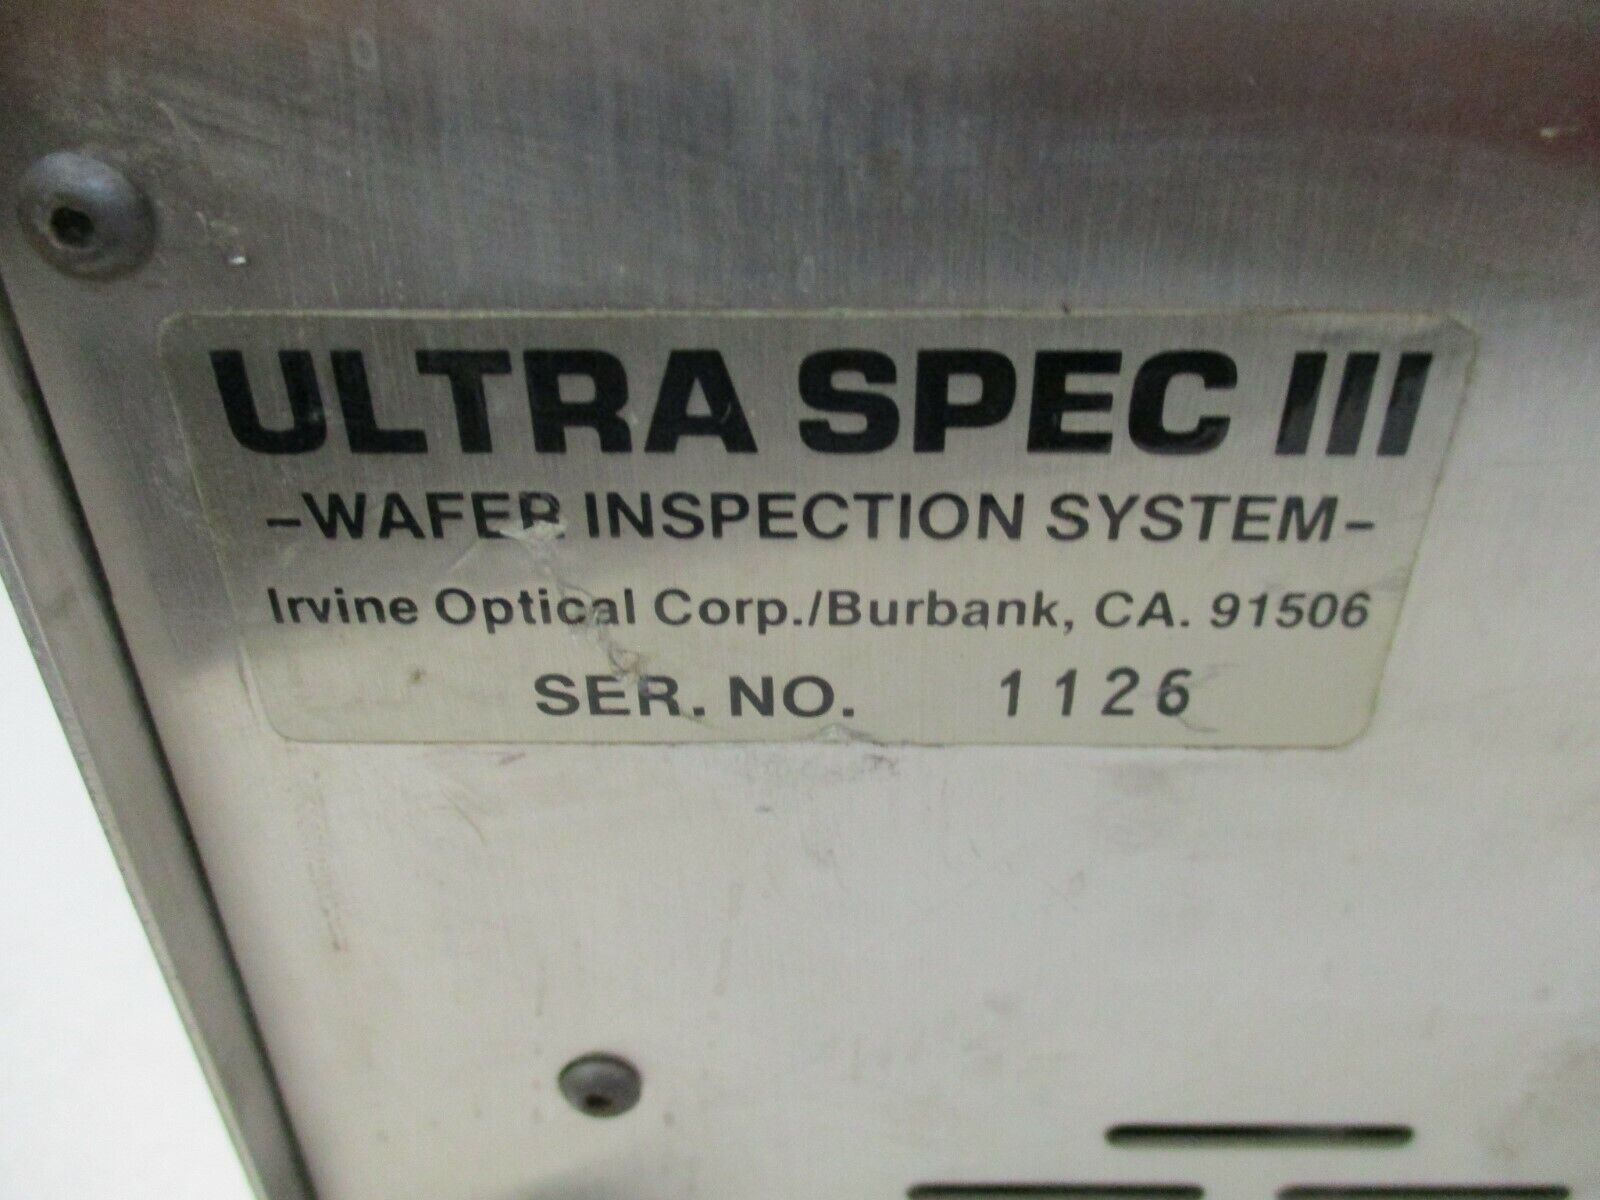 ULTRA SPEC III
-WAFER INSPECTION SYSTEM-
Irvine Optical Corp./Burbank, CA. 91506
SER. NO. 1126